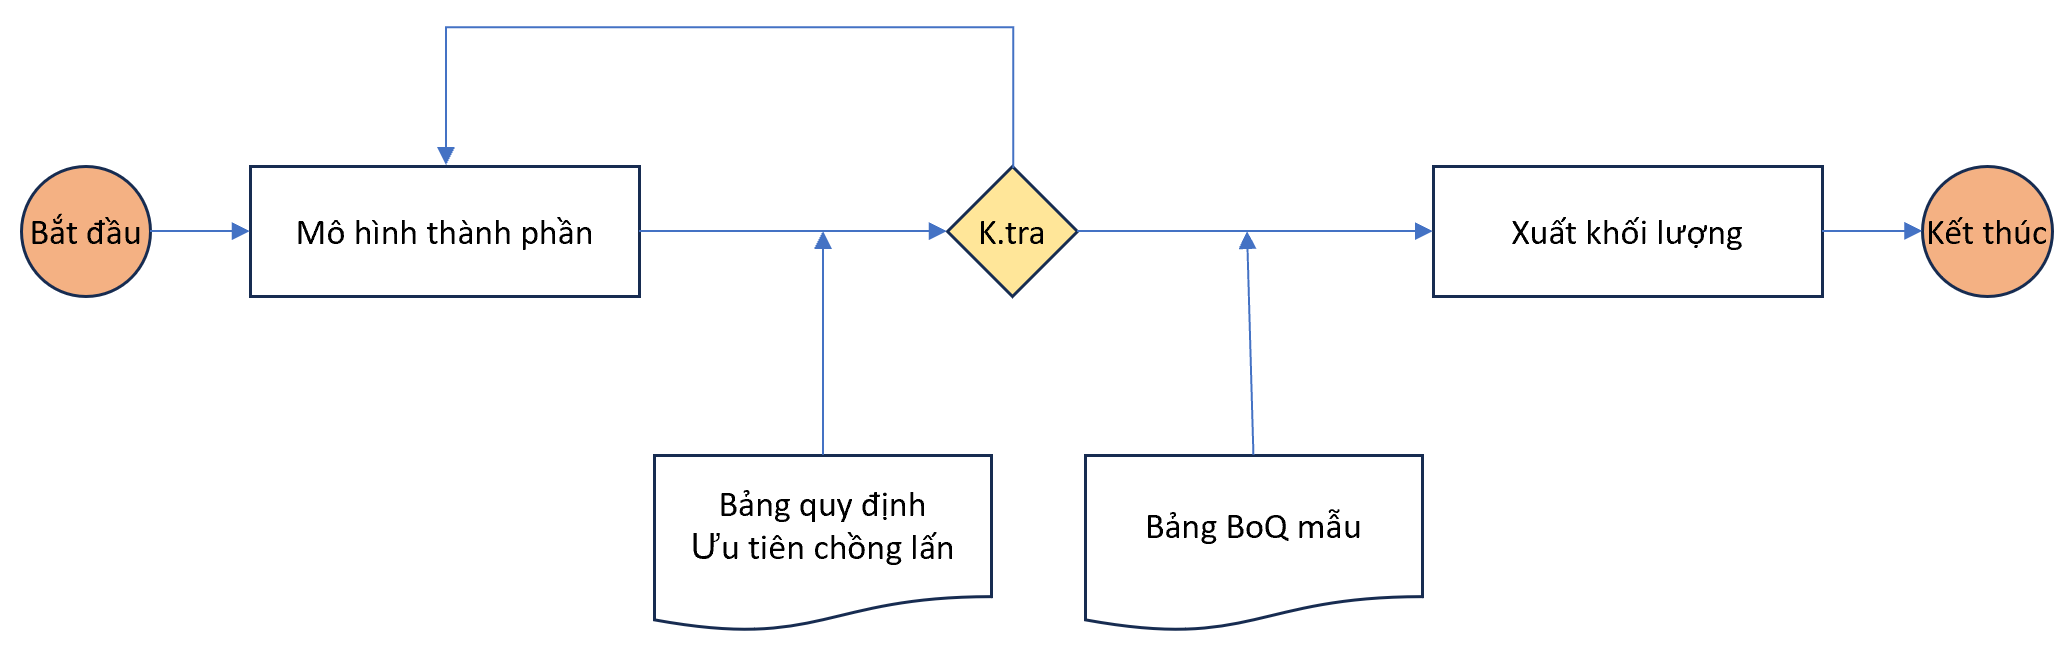 Bắt đầu
Mô hình thành phần
K.tra
Xuất khối lượng
Kết thúc
Bảng quy định
Ưu tiên chồng lấn
Bảng BoQ mẫu